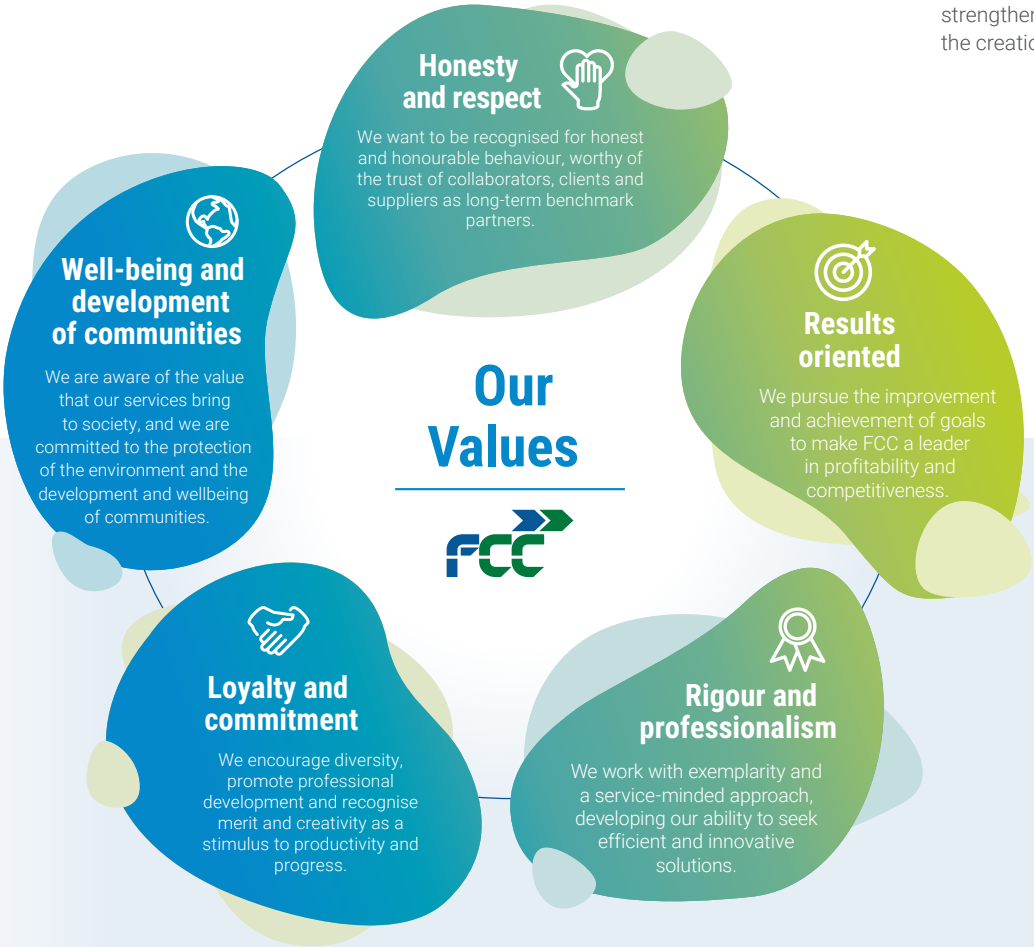 strengthen
the creatio
Honesty
and respect
We want to be recognised for honest
and honourable behaviour, worthy of
the trust of collaborators, clients and
suppliers as long-term benchmark
partners.
Results
oriented
We pursue the improvement
and achievement of goals
to make FCC a leader
in profitability and
competitiveness.
Rigour and
professionalism
We work with exemplarity and
a service-minded approach,
developing our ability to seek
efficient and innovative
solutions.
Loyalty and
commitment
We encourage diversity,
promote professional
development and recognise
merit and creativity as a
stimulus to productivity and
progress.
Well-being and
development
of communities
We are aware of the value
that our services bring
to society, and we are
committed to the protection
of the environment and the
development and wellbeing
of communities.
Our
Values
FCC